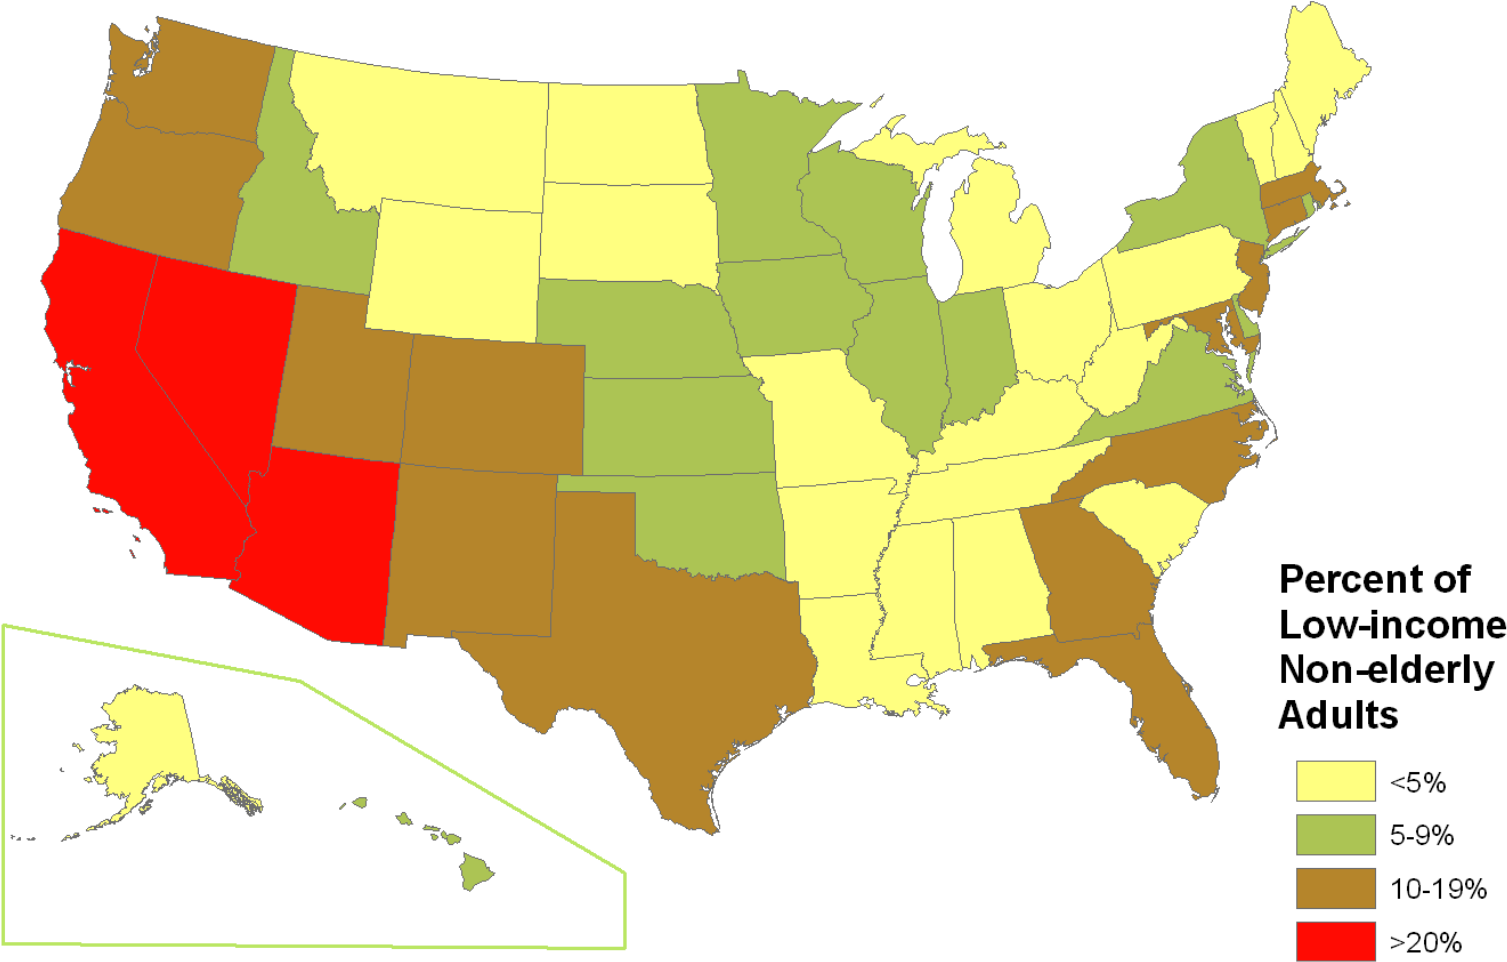 Percent of
Low-income
Non-elderly
Adults
<5%
5-9%
10-19%
>20%